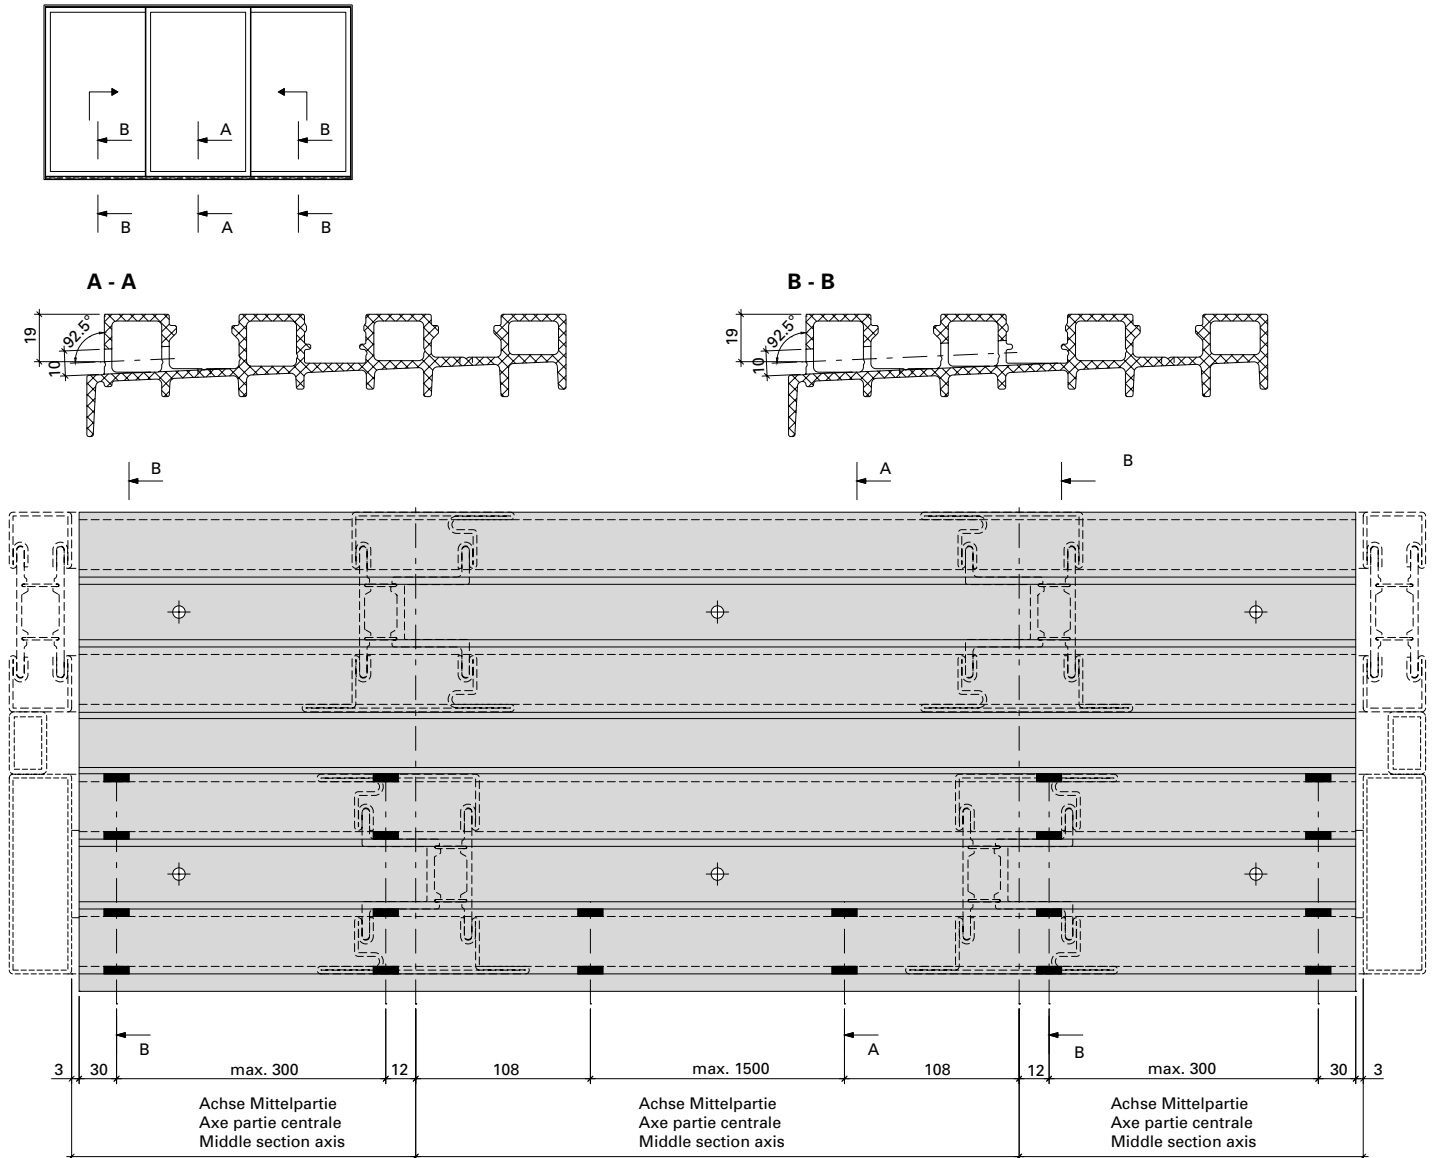 B A B
B A B
A - A
B - B
19
92.5°
10
19
92.5°
10
B A B
B A B
3 30 max. 300 12 108 max. 1500 108 12 max. 300 30 3
Achse Mittelpartie
Axe partie centrale
Middle section axis
Achse Mittelpartie
Axe partie centrale
Middle section axis
Achse Mittelpartie
Axe partie centrale
Middle section axis